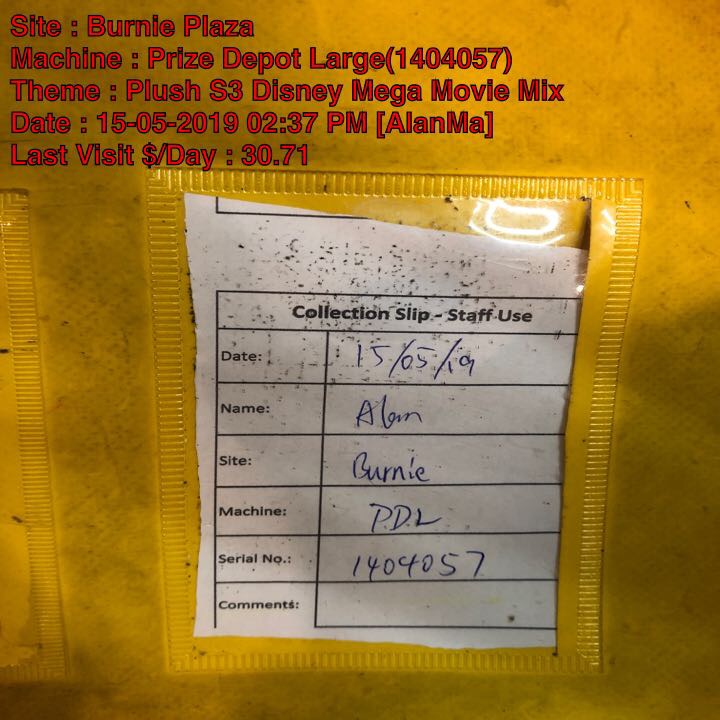 Site : Burnie Plaza
Machine : Prize Depot Large(1404057)
Theme : Plush S3 Disney Mega Movie Mix
Date : 15-05-2019 02:37 PM [AlanMa]
Last Visit $/Day : 30.71
Collection Slip - Staff Use
Date: 15/05/19
Name: Alan
Site: Burnie
Machine: P.D.L
Serial No.: 1404057
Comments: